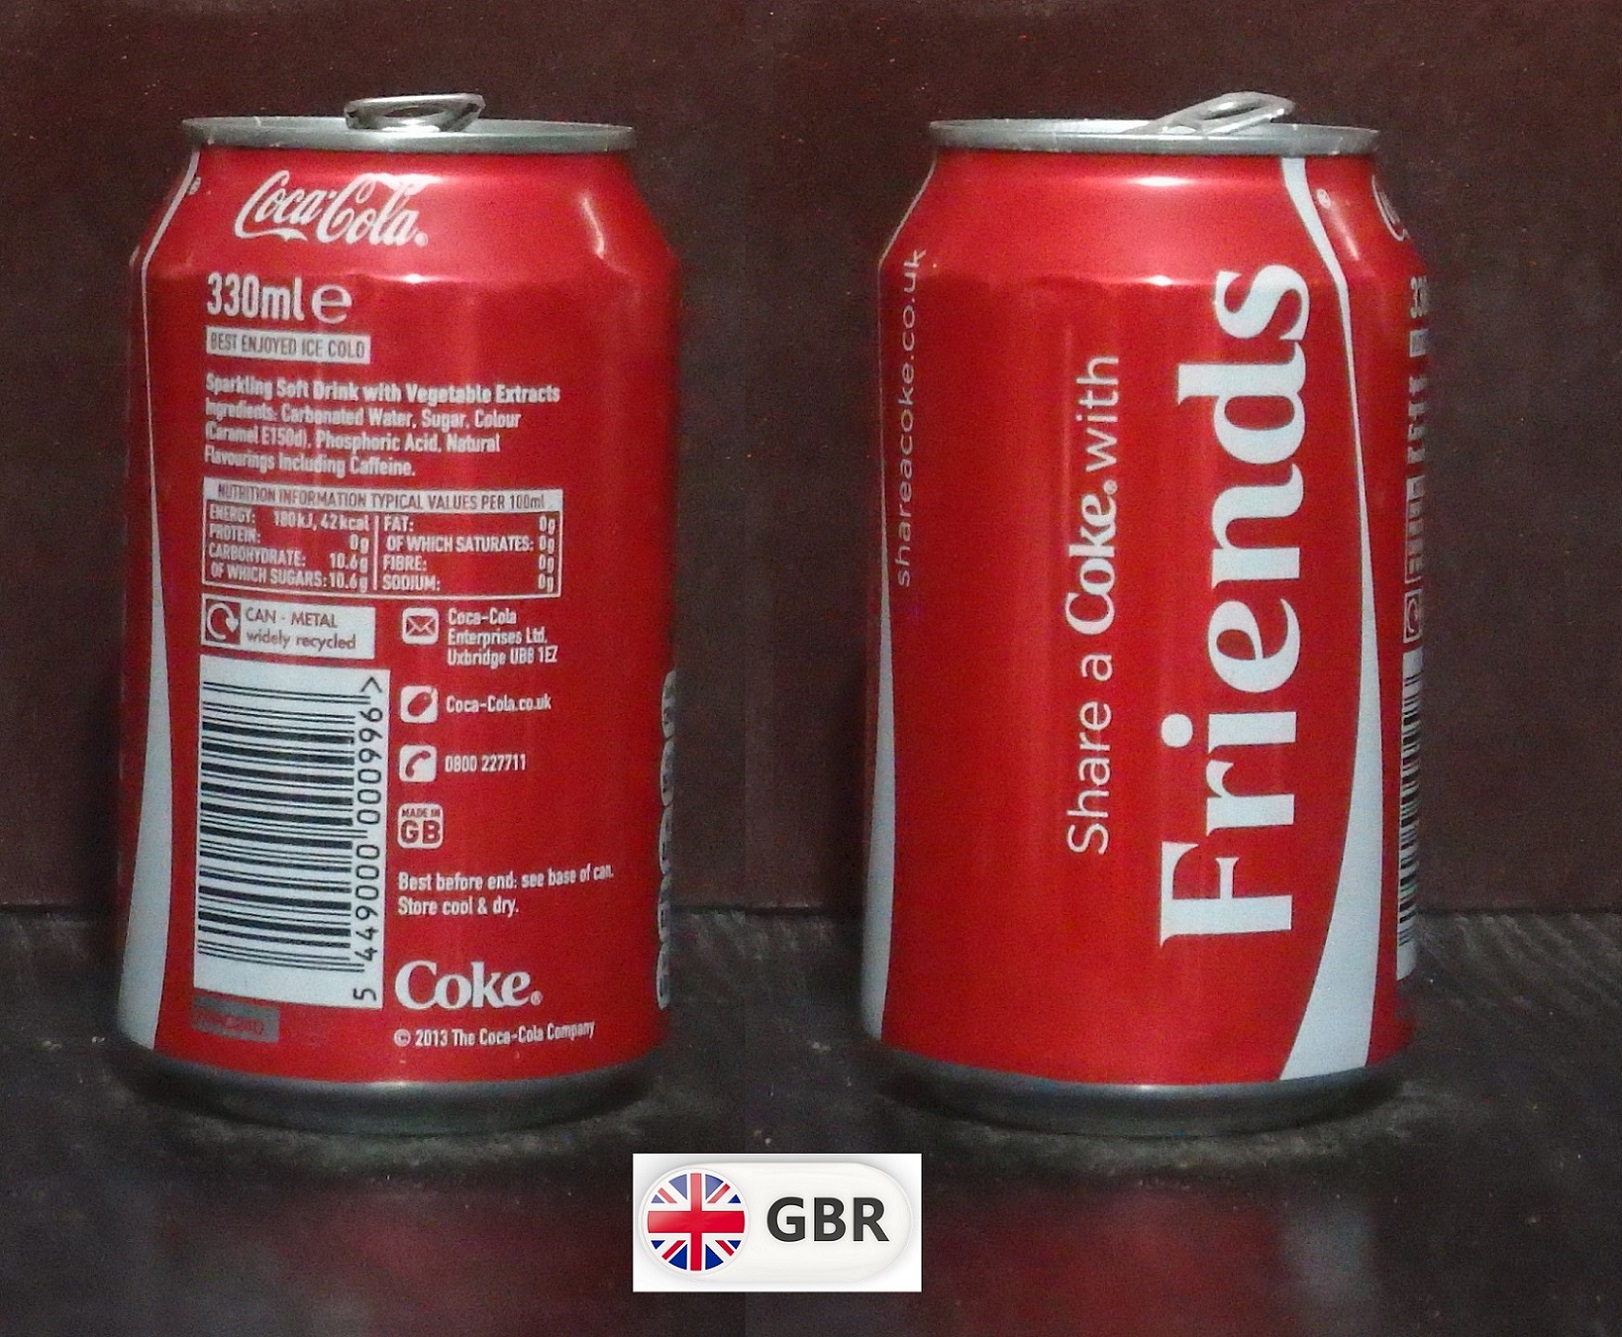 Coca-Cola®
330ml e
BEST ENJOYED ICE COLD
Sparkling Soft Drink with Vegetable Extracts
Ingredients: Carbonated Water, Sugar, Colour
(Caramel E150d), Phosphoric Acid, Natural
Flavourings Including Caffeine.
NUTRITION INFORMATION TYPICAL VALUES PER 100ml
ENERGY: 180kJ, 42kcal FAT: 0g
PROTEIN: 0g OF WHICH SATURATES: 0g
CARBOHYDRATE: 10.6g FIBRE: 0g
OF WHICH SUGARS: 10.6g SODIUM: 0g
CAN - METAL
widely recycled
Coca-Cola
Enterprises Ltd,
Uxbridge UB8 1EZ
Coca-Cola.co.uk
0800 227711
MADE IN
GB
Best before end: see base of can.
Store cool & dry.
5 449000 000996 >
Coke®
© 2013 The Coca-Cola Company
shareacoke.co.uk
Share a Coke® with
Friends
GBR